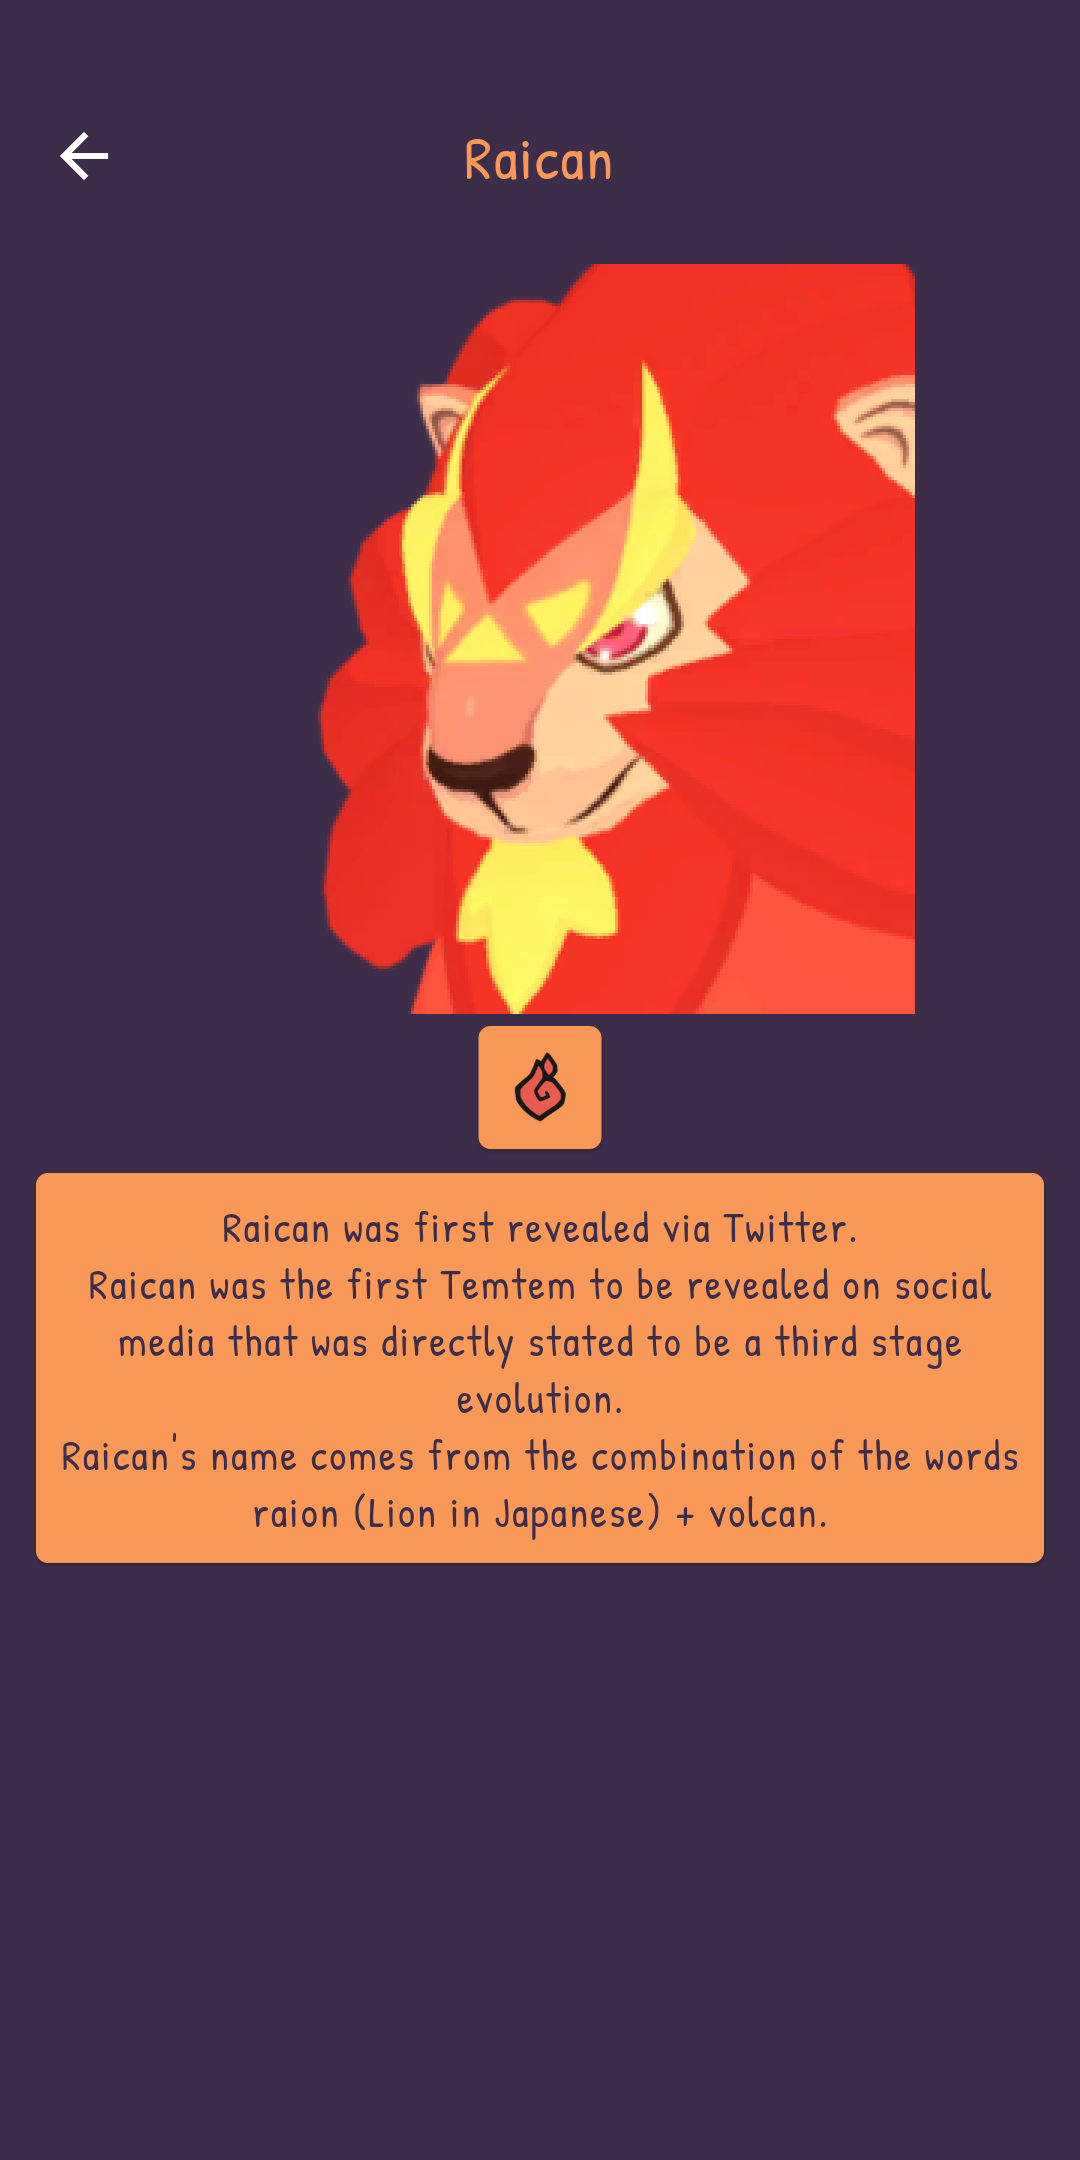 Raican
Raican was first revealed via Twitter.
Raican was the first Temtem to be revealed on social
media that was directly stated to be a third stage
evolution.
Raican's name comes from the combination of the words
raion (Lion in Japanese) + volcan.